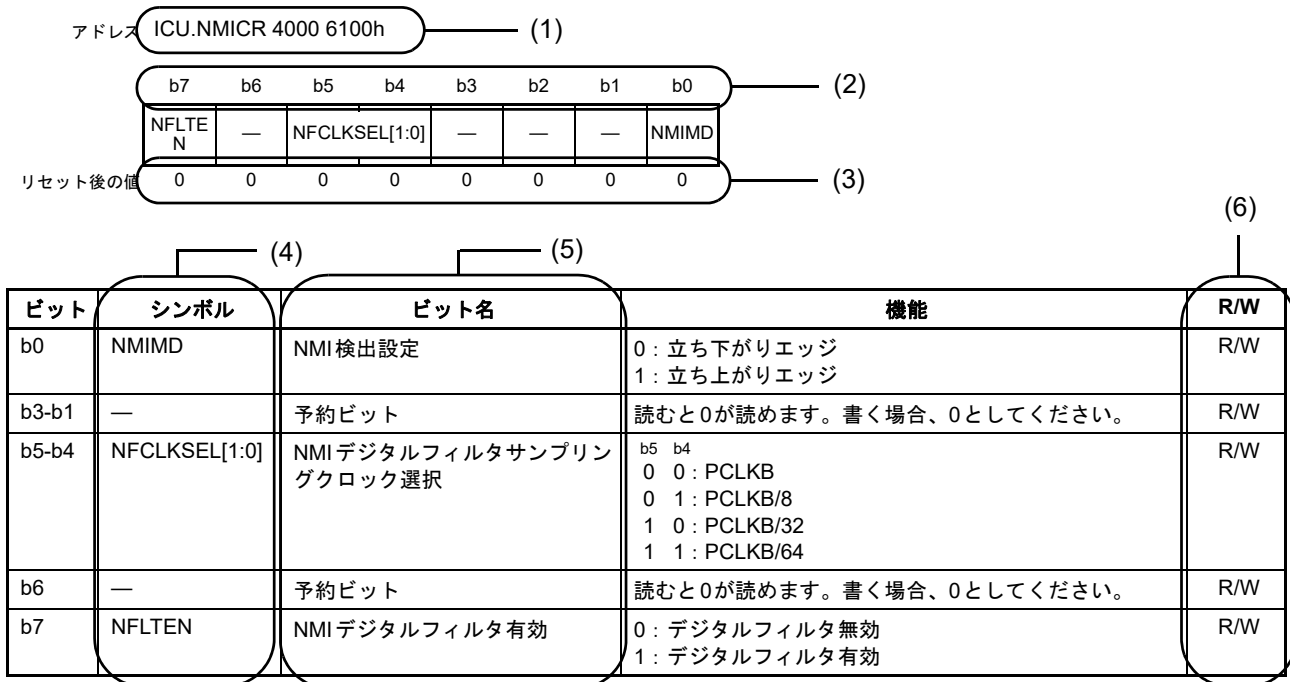 アドレス ICU.NMICR 4000 6100h (1)
b7 b6 b5 b4 b3 b2 b1 b0 (2)
NFLTE
N — NFCLKSEL[1:0] — — — NMIMD
リセット後の値 0 0 0 0 0 0 0 0 (3)
(6)
(4) (5)
ビット シンボル ビット名 機能 R/W
b0 NMIMD NMI検出設定 0：立ち下がりエッジ R/W
1：立ち上がりエッジ
b3-b1 — 予約ビット 読むと0が読めます。書く場合、0としてください。 R/W
b5-b4 NFCLKSEL[1:0] NMIデジタルフィルタサンプリン b5 b4 R/W
グクロック選択 0 0：PCLKB
0 1：PCLKB/8
1 0：PCLKB/32
1 1：PCLKB/64
b6 — 予約ビット 読むと0が読めます。書く場合、0としてください。 R/W
b7 NFLTEN NMIデジタルフィルタ有効 0：デジタルフィルタ無効 R/W
1：デジタルフィルタ有効